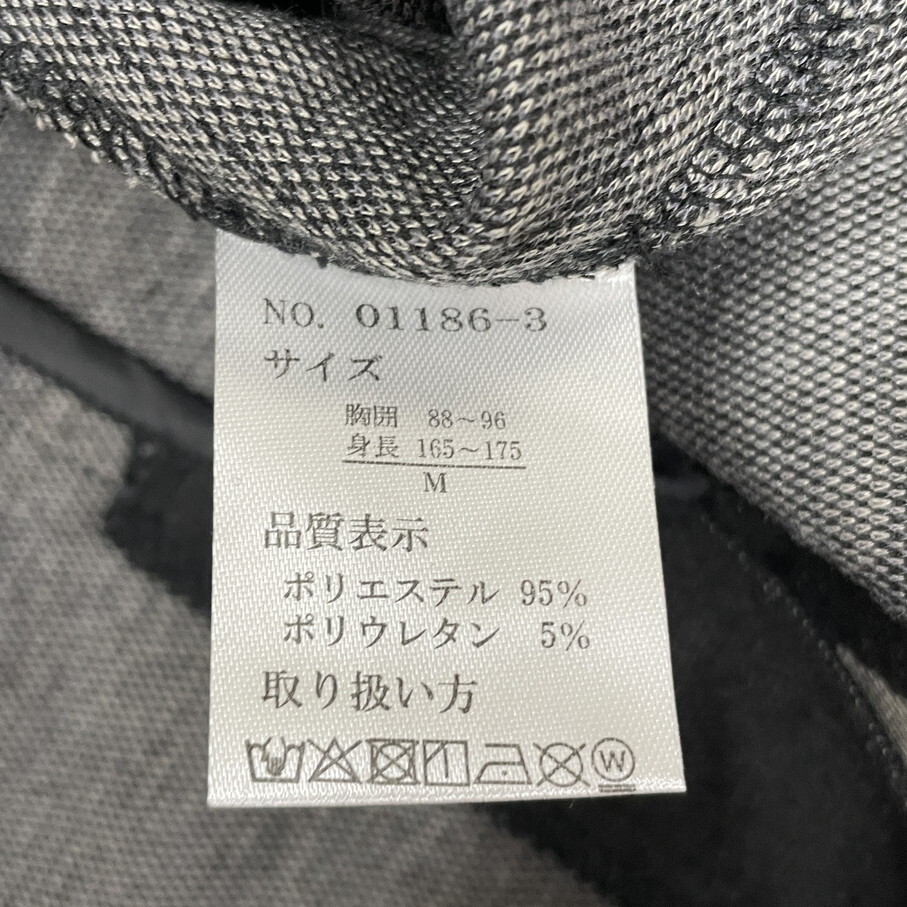 NO. 01186-3
サイズ
胸囲 88～96
身長 165～175
M
品質表示
ポリエステル 95%
ポリウレタン 5%
取り扱い方
W